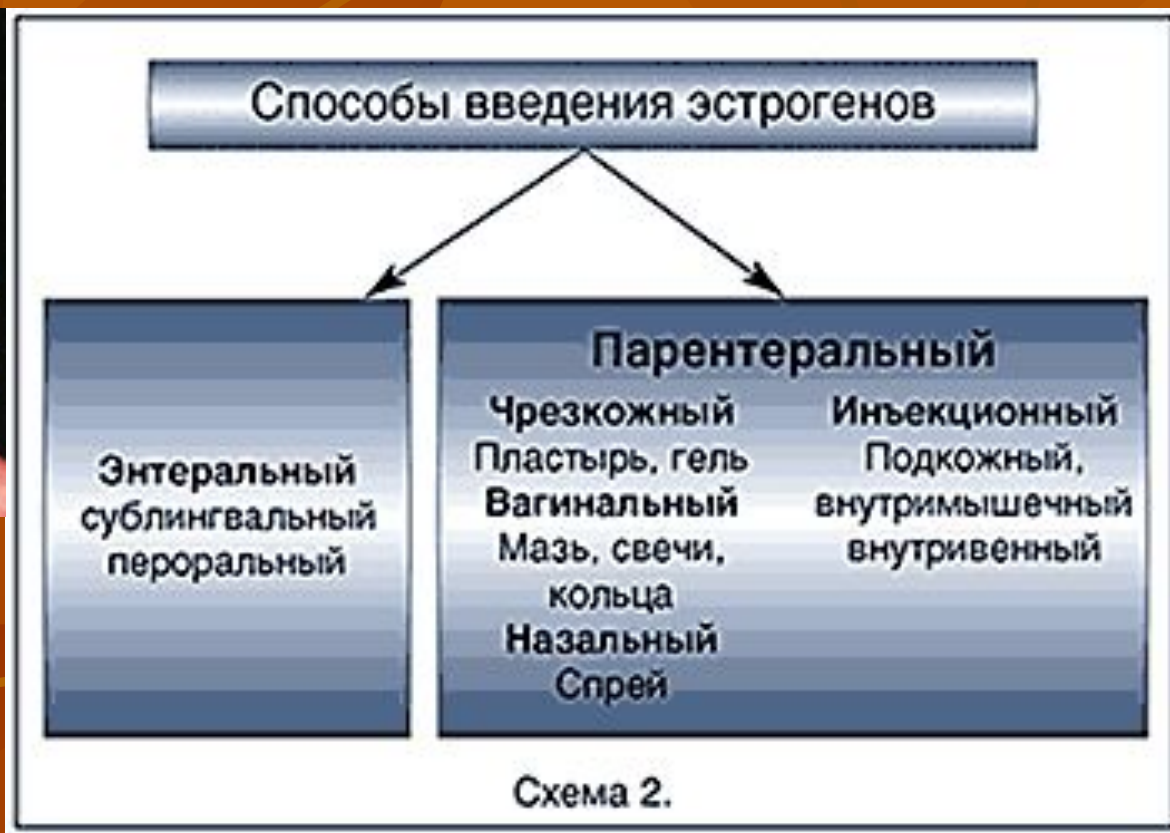 Способы введения эстрогенов
Энтеральный
сублингвальный
пероральный
Парентеральный
Чрезкожный
Пластырь, гель
Вагинальный
Мазь, свечи,
кольца
Назальный
Спрей
Инъекционный
Подкожный,
внутримышечный
внутривенный
Схема 2.